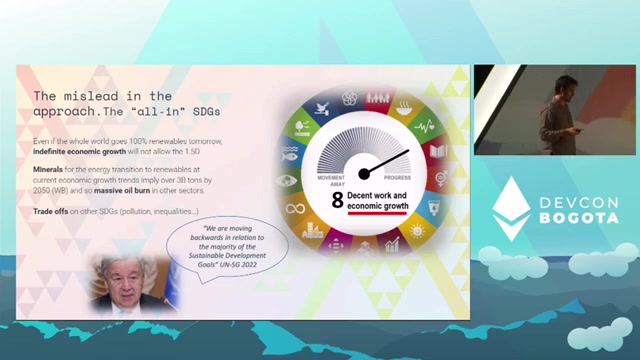 The mislead in the
approach.The “all-in” SDGs
Even if the whole world goes 100% renewables tomorrow,
indefinite economic growth will not allow the 1.5D
Minerals for the energy transition to renewables at
current economic growth trends imply over 3B tons by
2050 (WB) and so massive oil burn in other sectors.
Trade offs on other SDGs (pollution, inequalities...)
"We are moving
backwards in relation to
the majority of the
Sustainable Development
Goals" UN-SG 2022
MOVEMENT
AWAY
PROGRESS
8 Decent work and
economic growth
DEVCON
BOGOTA